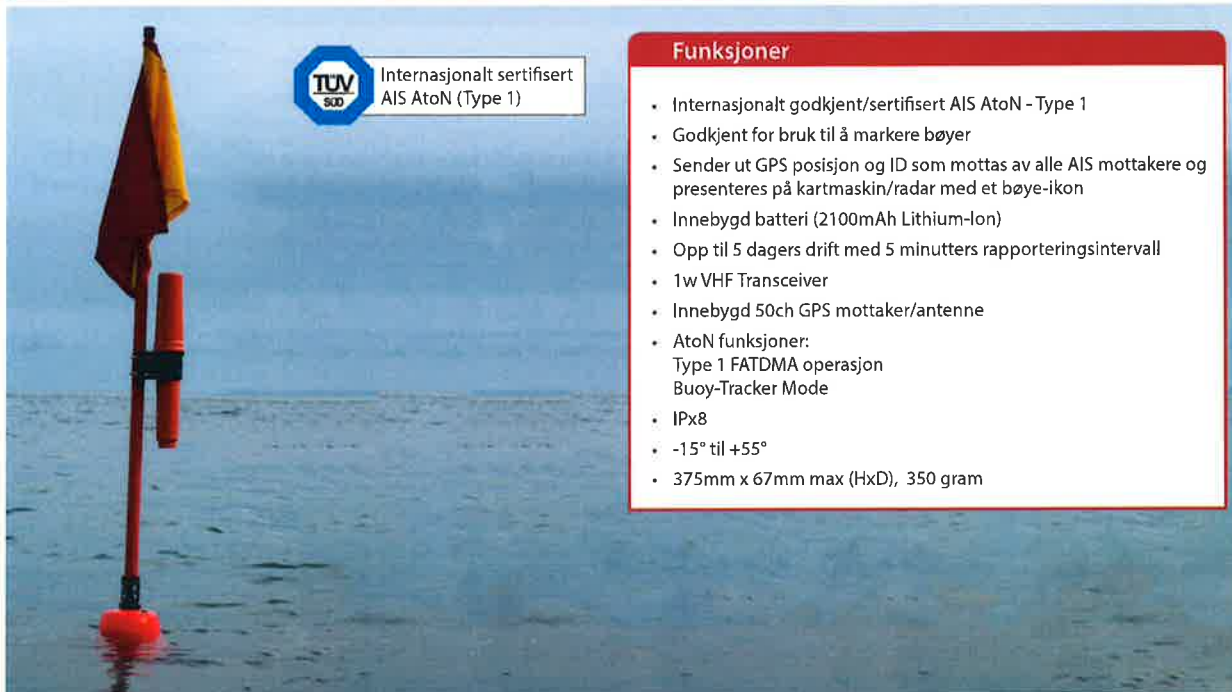 TÜV
SÜD
Internasjonalt sertifisert
AIS AtoN (Type 1)
Funksjoner
• Internasjonalt godkjent/sertifisert AIS AtoN - Type 1
• Godkjent for bruk til å markere bøyer
• Sender ut GPS posisjon og ID som mottas av alle AIS mottakere og
presenteres på kartmaskin/radar med et bøye-ikon
• Innebygd batteri (2100mAh Lithium-Ion)
• Opp til 5 dagers drift med 5 minutters rapporteringsintervall
• 1w VHF Transceiver
• Innebygd 50ch GPS mottaker/antenne
• AtoN funksjoner:
Type 1 FATDMA operasjon
Buoy-Tracker Mode
• IPx8
• -15° til +55°
• 375mm x 67mm max (HxD), 350 gram